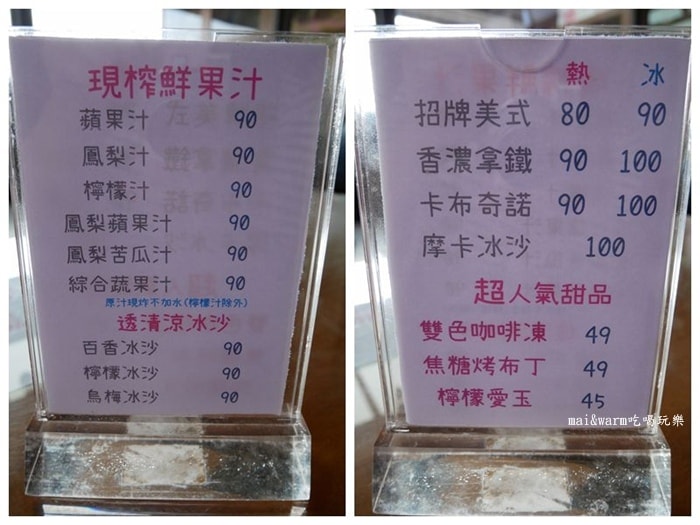 現榨鮮果汁
蘋果汁 90
鳳梨汁 90
檸檬汁 90
鳳梨蘋果汁 90
鳳梨苦瓜汁 90
綜合蔬果汁 90
原汁現炸不加水(檸檬汁除外)
透清涼冰沙
百香冰沙 90
檸檬冰沙 90
烏梅冰沙 90
熱 冰
招牌美式 80 90
香濃拿鐵 90 100
卡布奇諾 90 100
摩卡冰沙 100
超人氣甜品
雙色咖啡凍 49
焦糖烤布丁 49
檸檬愛玉 45
mai&warm吃喝玩樂